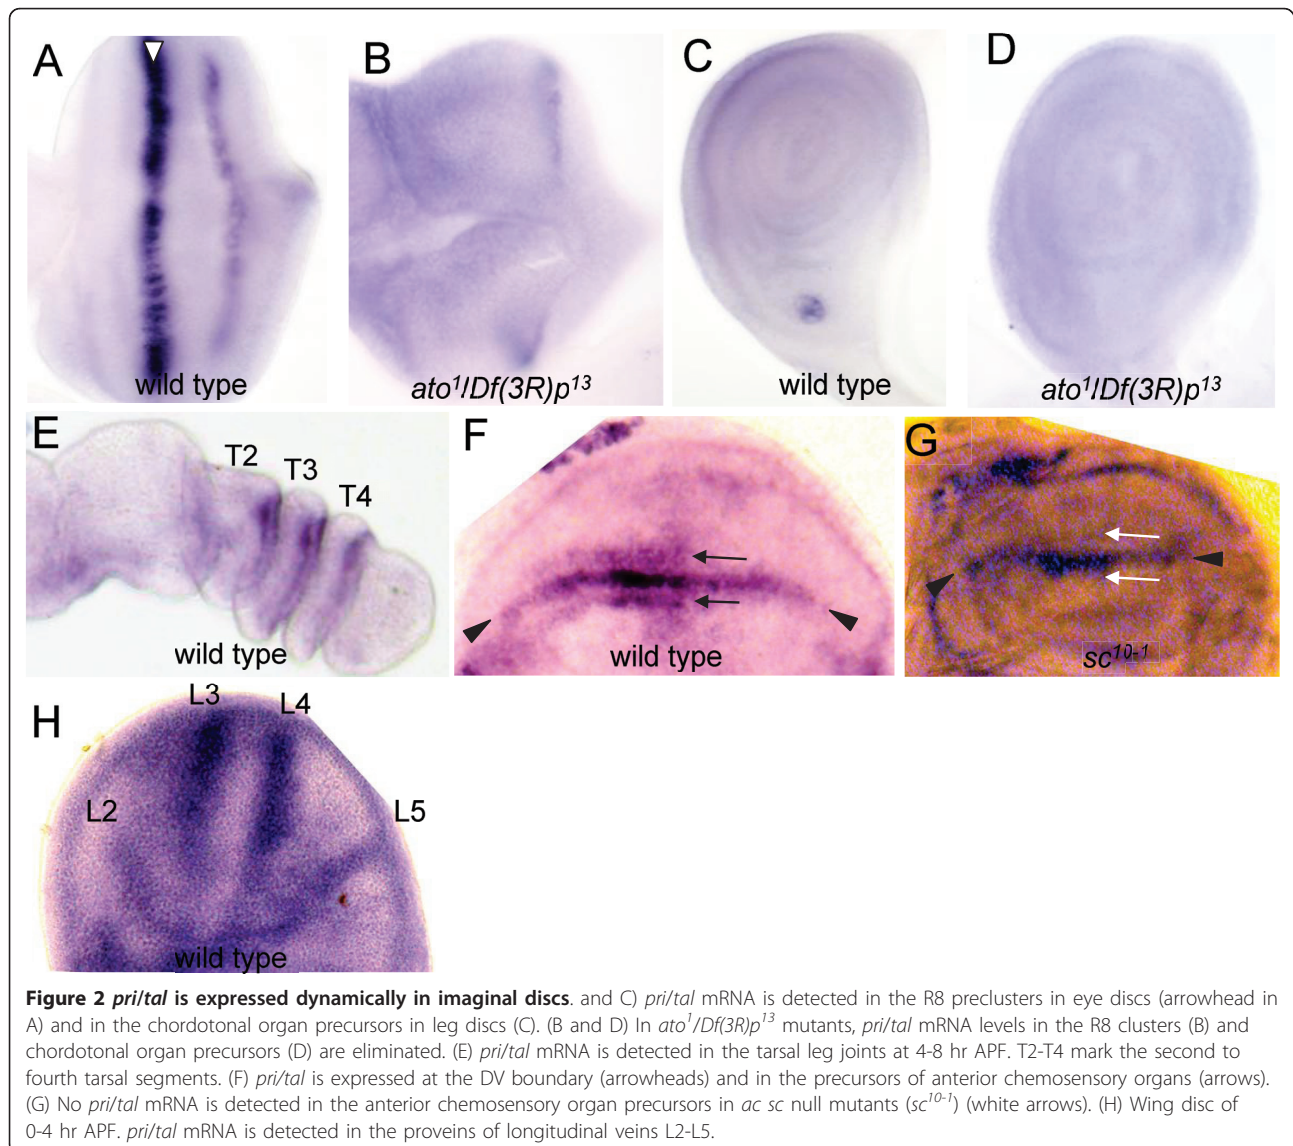 A
B
C
D
wild type
ato¹/Df(3R)p¹³
wild type
ato¹/Df(3R)p¹³
E
T2
T3
T4
F
G
wild type
wild type
sc¹⁰⁻¹
H
L3
L4
L2
L5
wild type
Figure 2 pri/tal is expressed dynamically in imaginal discs. and C) pri/tal mRNA is detected in the R8 preclusters in eye discs (arrowhead in
A) and in the chordotonal organ precursors in leg discs (C). (B and D) In ato¹/Df(3R)p¹³ mutants, pri/tal mRNA levels in the R8 clusters (B) and
chordotonal organ precursors (D) are eliminated. (E) pri/tal mRNA is detected in the tarsal leg joints at 4-8 hr APF. T2-T4 mark the second to
fourth tarsal segments. (F) pri/tal is expressed at the DV boundary (arrowheads) and in the precursors of anterior chemosensory organs (arrows).
(G) No pri/tal mRNA is detected in the anterior chemosensory organ precursors in ac sc null mutants (sc¹⁰⁻¹) (white arrows). (H) Wing disc of
0-4 hr APF. pri/tal mRNA is detected in the proveins of longitudinal veins L2-L5.